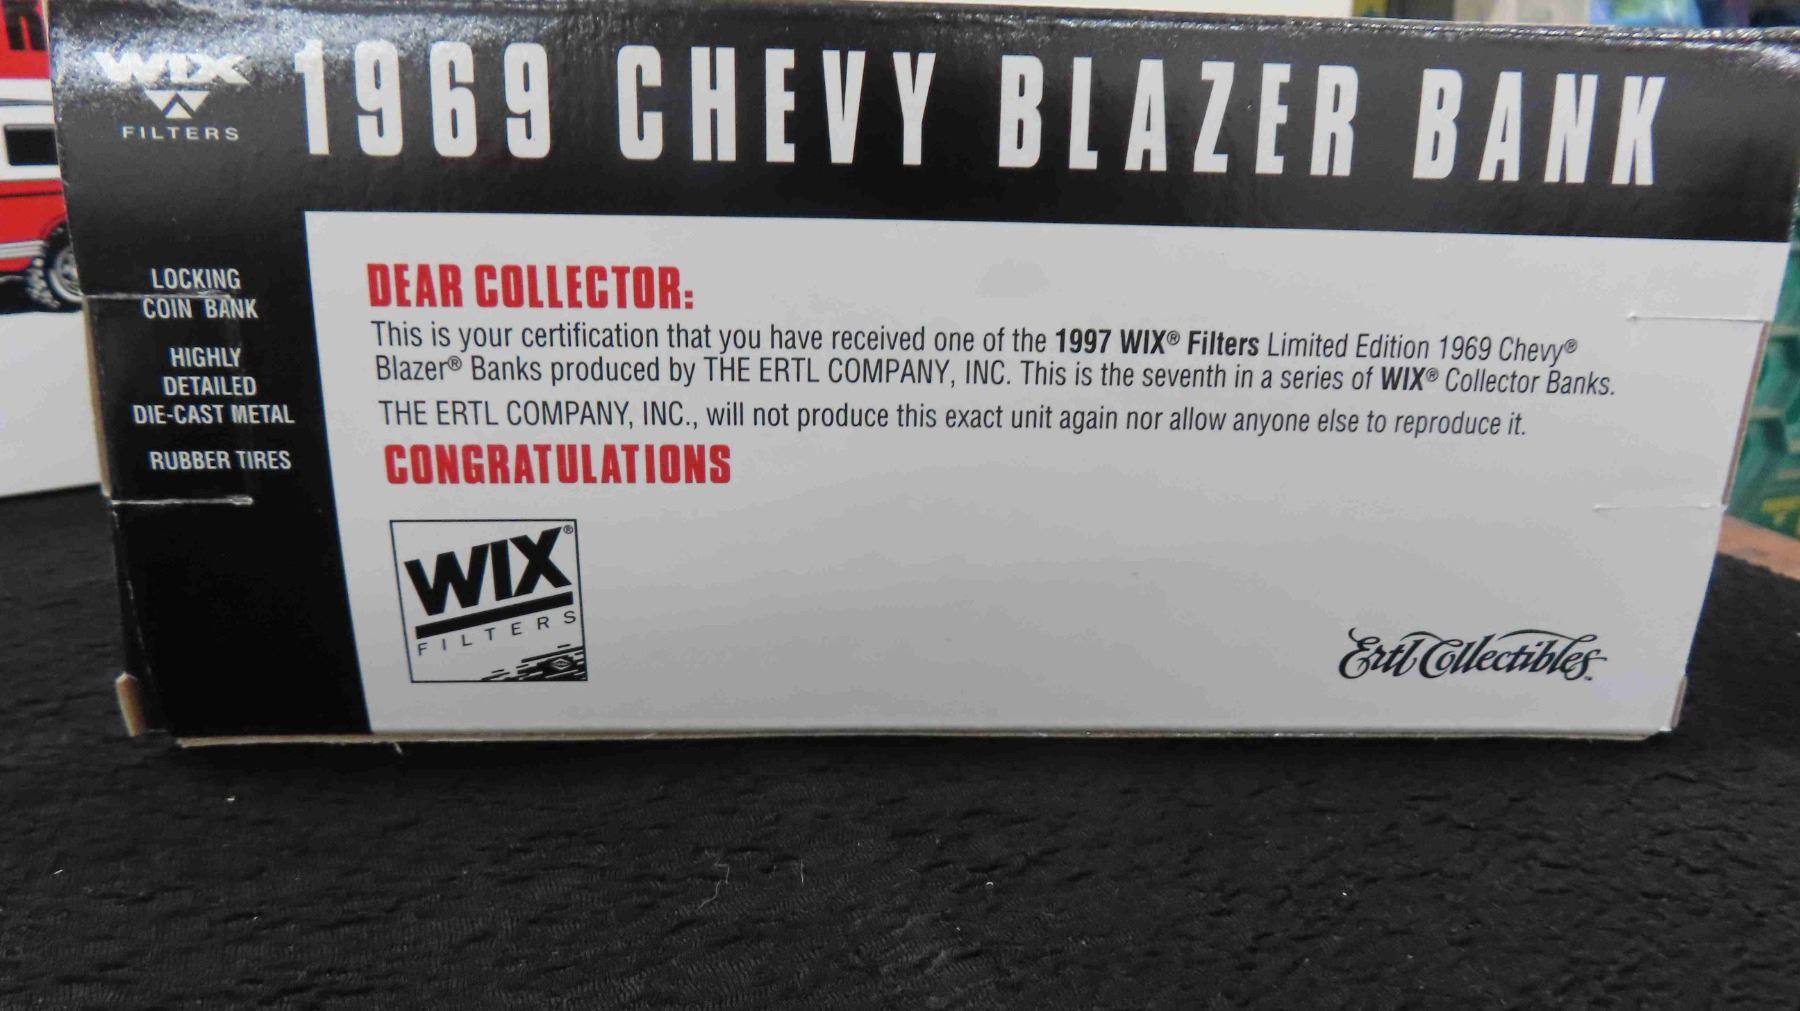 WIX
FILTERS
1969 CHEVY BLAZER BANK
LOCKING
COIN BANK
HIGHLY
DETAILED
DIE-CAST METAL
RUBBER TIRES
DEAR COLLECTOR:
This is your certification that you have received one of the 1997 WIX® Filters Limited Edition 1969 Chevy®
Blazer® Banks produced by THE ERTL COMPANY, INC. This is the seventh in a series of WIX® Collector Banks.
THE ERTL COMPANY, INC., will not produce this exact unit again nor allow anyone else to reproduce it.
CONGRATULATIONS
WIX®
FILTERS
Ertl Collectibles™